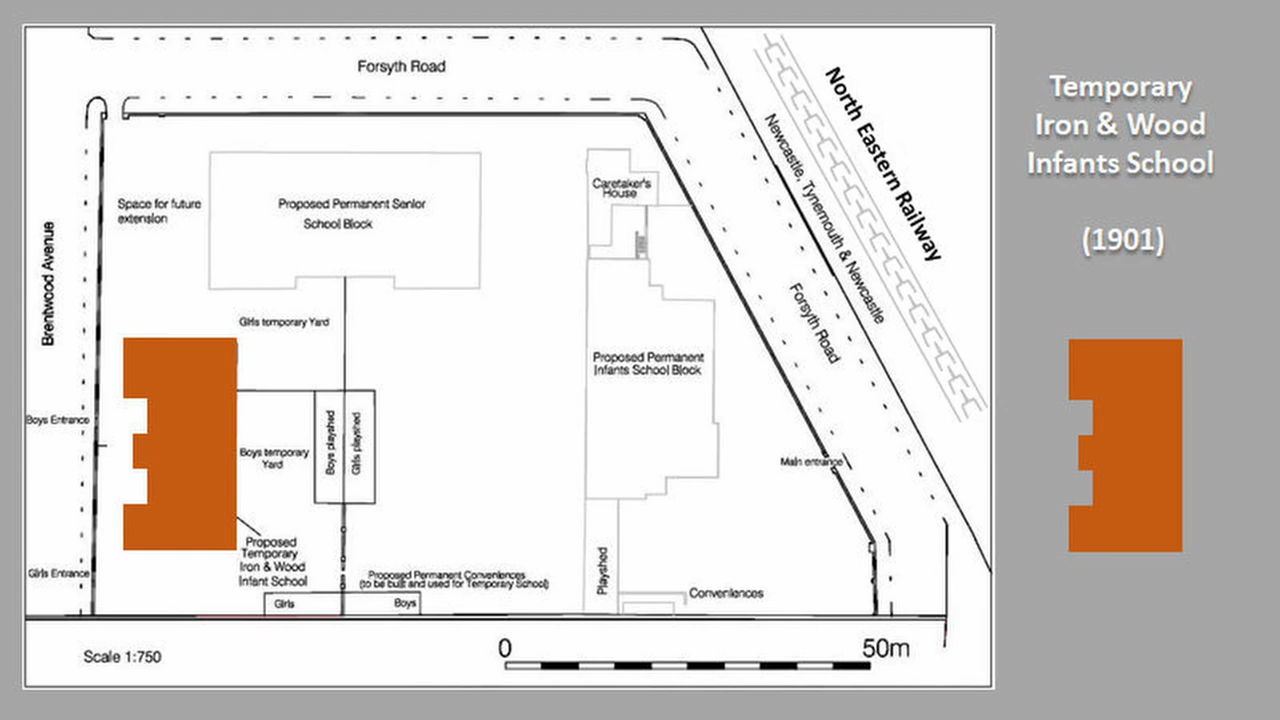 Forsyth Road
Temporary
Iron & Wood
Infants School
(1901)
North Eastern Railway
Newcastle, Tynemouth & Newcastle
Forsyth Road
Brentwood Avenue
Space for future
extension
Proposed Permanent Senior
School Block
Caretaker's
House
Girls temporary Yard
Proposed Permanent
Infants School Block
Boys Entrance
Boys temporary
Yard
Boys playshed
Girls playshed
Main entrance
Proposed
Temporary
Iron & Wood
Infant School
Girls Entrance
Proposed Permanent Conveniences
(to be built and used for Temporary School)
Girls
Boys
Playshed
Conveniences
Scale 1:750
0
50m